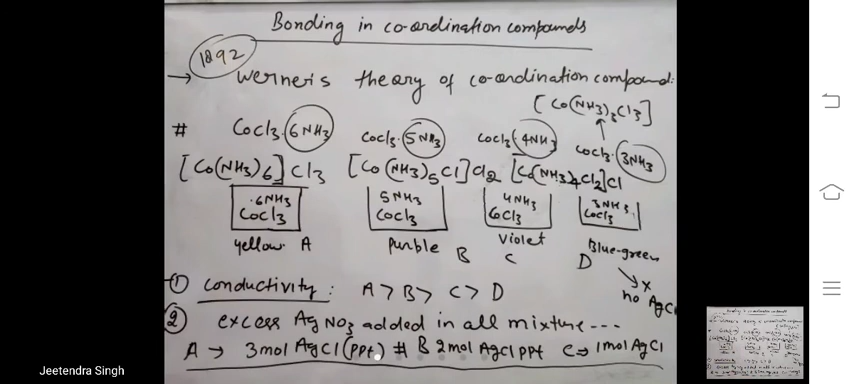 Bonding in co-ordination compounds
1892
→ Werner's theory of co-ordination compound:
[Co(NH3)3Cl3]
# CoCl3.6NH3 CoCl3.5NH3 CoCl3.4NH3 CoCl3.3NH3
[Co(NH3)6]Cl3 [Co(NH3)5Cl]Cl2 [Co(NH3)4Cl2]Cl
.6NH3 5NH3 4NH3 3NH3
CoCl3 CoCl3 CoCl3 CoCl3
yellow A purble B violet C Blue-green D
x
no AgCl
① conductivity: A > B > C > D
② excess AgNO3 added in all mixture ---
A → 3mol AgCl(ppt) # B 2mol AgCl ppt C ⇒ 1mol AgCl
Jeetendra Singh